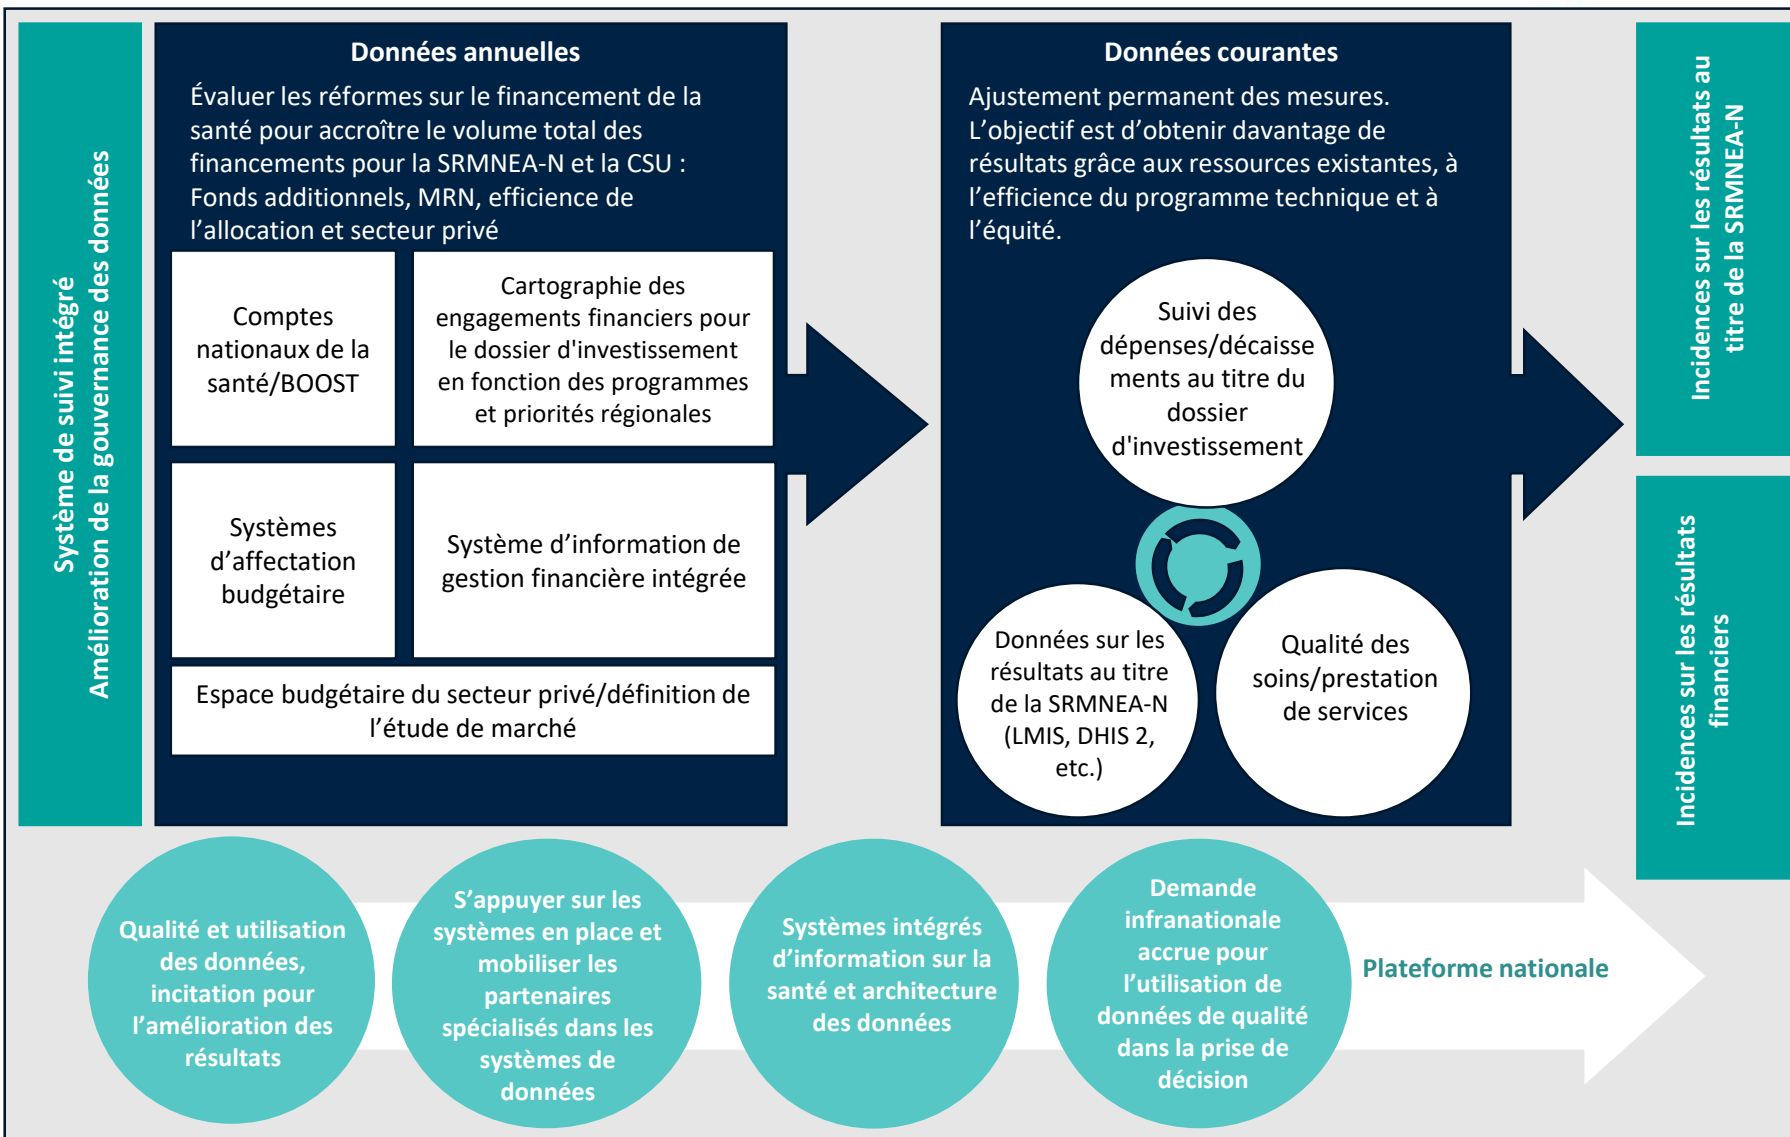 Système de suivi intégré
Amélioration de la gouvernance des données
Données annuelles
Évaluer les réformes sur le financement de la
santé pour accroître le volume total des
financements pour la SRMNEA-N et la CSU :
Fonds additionnels, MRN, efficience de
l’allocation et secteur privé
Comptes
nationaux de la
santé/BOOST
Cartographie des
engagements financiers pour
le dossier d'investissement
en fonction des programmes
et priorités régionales
Systèmes
d’affectation
budgétaire
Système d’information de
gestion financière intégrée
Espace budgétaire du secteur privé/définition de
l’étude de marché
Données courantes
Ajustement permanent des mesures.
L’objectif est d’obtenir davantage de
résultats grâce aux ressources existantes, à
l’efficience du programme technique et à
l’équité.
Suivi des
dépenses/décaisse
ments au titre du
dossier
d'investissement
Données sur les
résultats au titre
de la SRMNEA-N
(LMIS, DHIS 2,
etc.)
Qualité des
soins/prestation
de services
Incidences sur les résultats au
titre de la SRMNEA-N
Incidences sur les résultats
financiers
Qualité et utilisation
des données,
incitation pour
l’amélioration des
résultats
S’appuyer sur les
systèmes en place et
mobiliser les
partenaires
spécialisés dans les
systèmes de
données
Systèmes intégrés
d’information sur la
santé et architecture
des données
Demande
infranationale
accrue pour
l’utilisation de
données de qualité
dans la prise de
décision
Plateforme nationale